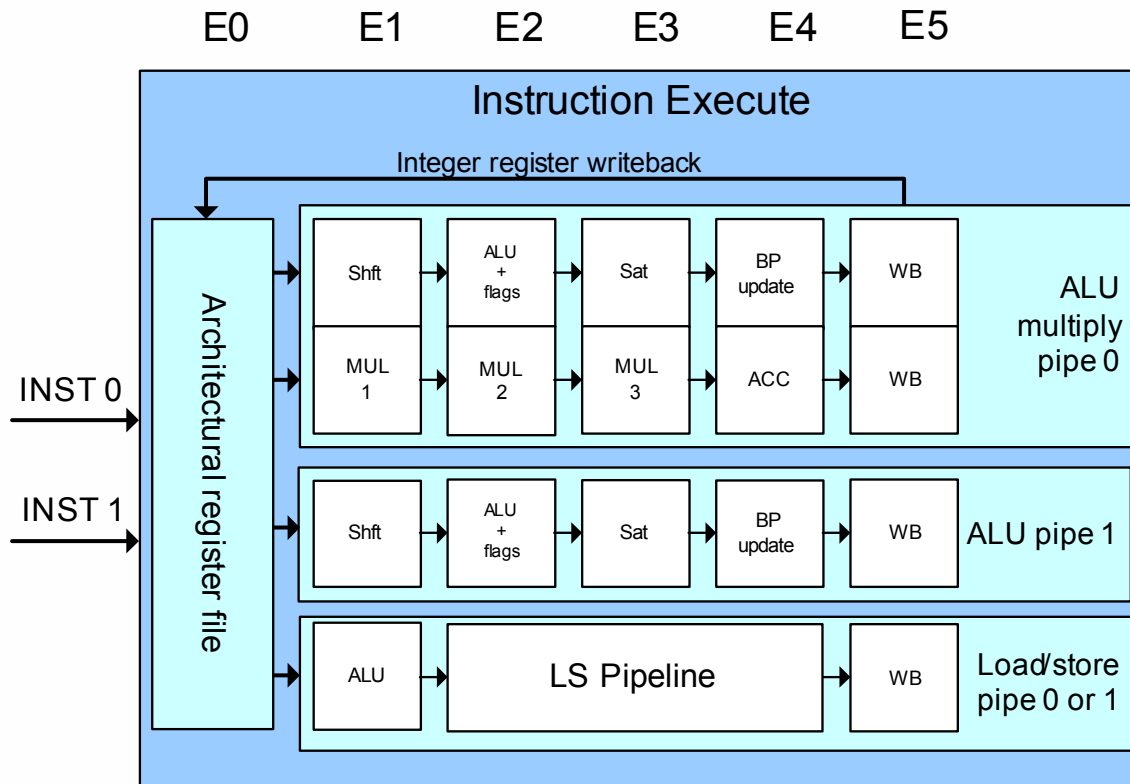 E0 E1 E2 E3 E4 E5
Instruction Execute
Integer register writeback
Architectural register file
INST 0
INST 1
Shft
ALU
+
flags
Sat
BP
update
WB
MUL
1
MUL
2
MUL
3
ACC
WB
ALU
multiply
pipe 0
Shft
ALU
+
flags
Sat
BP
update
WB
ALU pipe 1
ALU
LS Pipeline
WB
Load/store
pipe 0 or 1